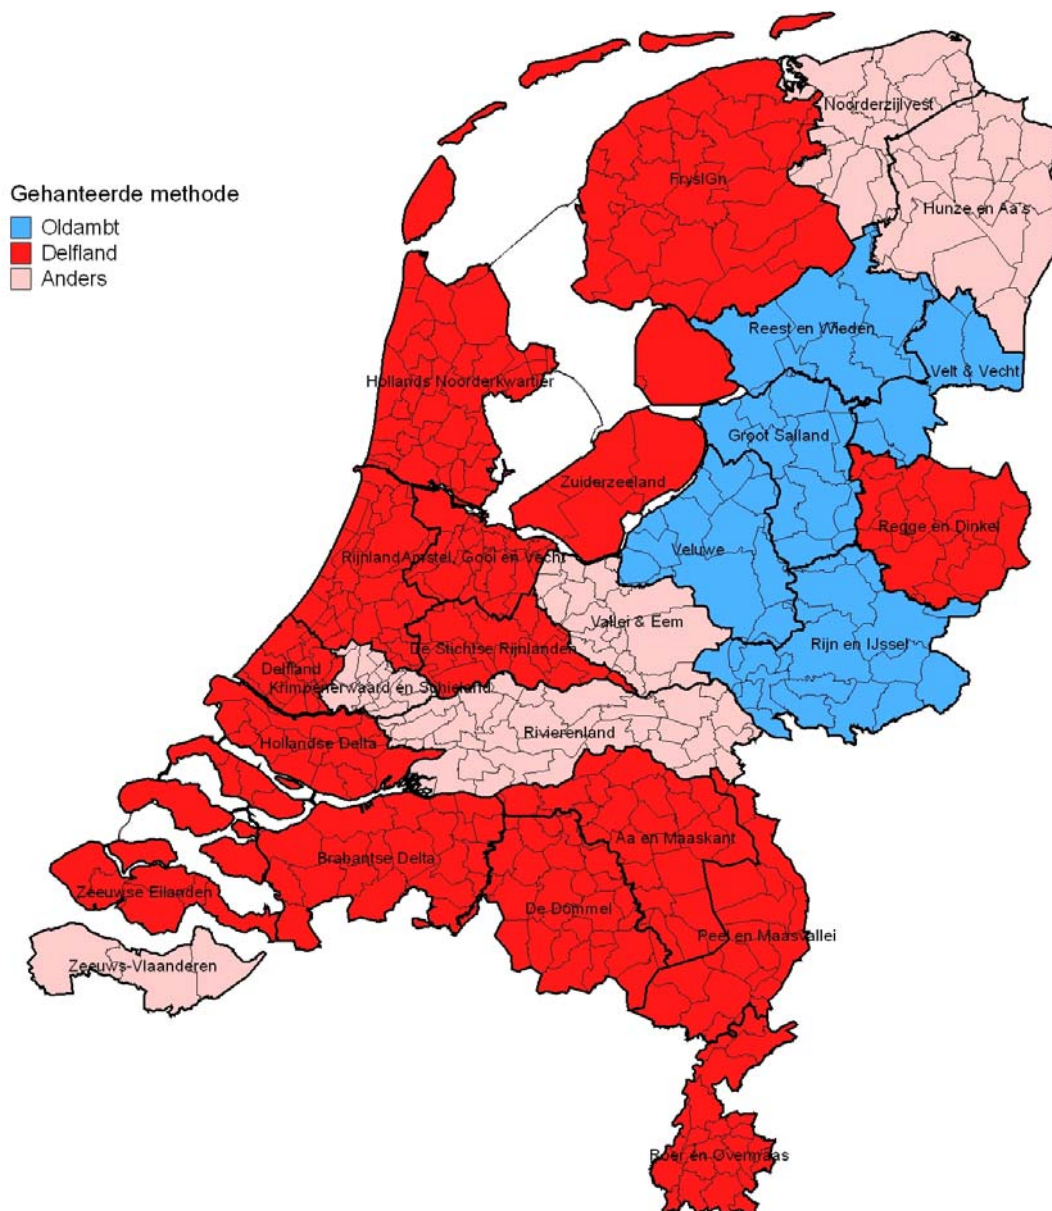 Noorderzijlvest
FryslGn
Gehanteerde methode
Hunze en Aa's
Oldambt
Delfland
Anders
Reest en Wieden
Velt & Vecht
Hollands Noorderkwartier
Groot Salland
Zuiderzeeland
Regge en Dinkel
Veluwe
Rijnland
Amstel, Gooi en Vecht
Vallei & Eem
Rijn en IJssel
De Stichtse Rijnlanden
Delfland
Krimpenerwaard en Schieland
Rivierenland
Hollandse Delta
Aa en Maaskant
Brabantse Delta
Zeeuwse Eilanden
De Dommel
Peel en Maasvallei
Zeeuws-Vlaanderen
Roer en Overmaas